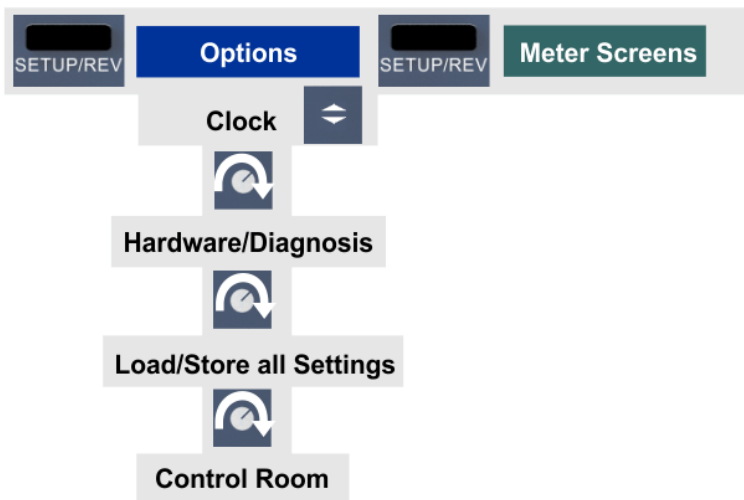 SETUP/REV
Options
SETUP/REV
Meter Screens
Clock
Hardware/Diagnosis
Load/Store all Settings
Control Room